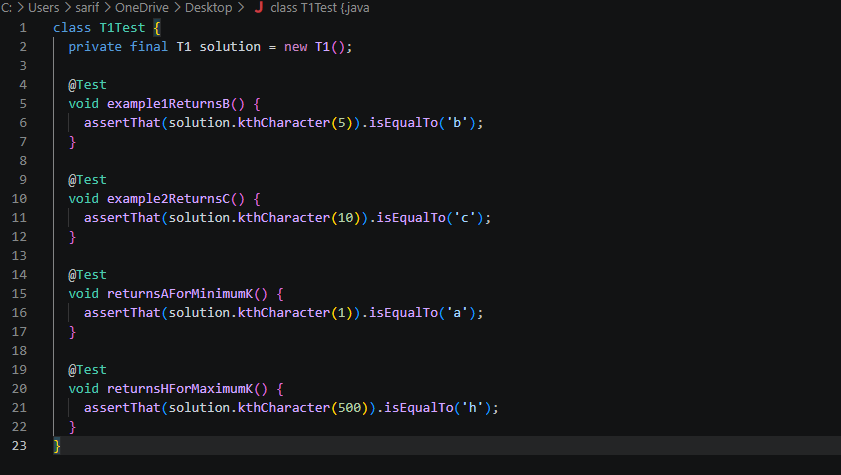 C: > Users > sarif > OneDrive > Desktop > J class T1Test {.java
1 class T1Test {
2   private final T1 solution = new T1();
3
4   @Test
5   void example1ReturnsB() {
6     assertThat(solution.kthCharacter(5)).isEqualTo('b');
7   }
8
9   @Test
10   void example2ReturnsC() {
11     assertThat(solution.kthCharacter(10)).isEqualTo('c');
12   }
13
14   @Test
15   void returnsAForMinimumK() {
16     assertThat(solution.kthCharacter(1)).isEqualTo('a');
17   }
18
19   @Test
20   void returnsHForMaximumK() {
21     assertThat(solution.kthCharacter(500)).isEqualTo('h');
22   }
23 }